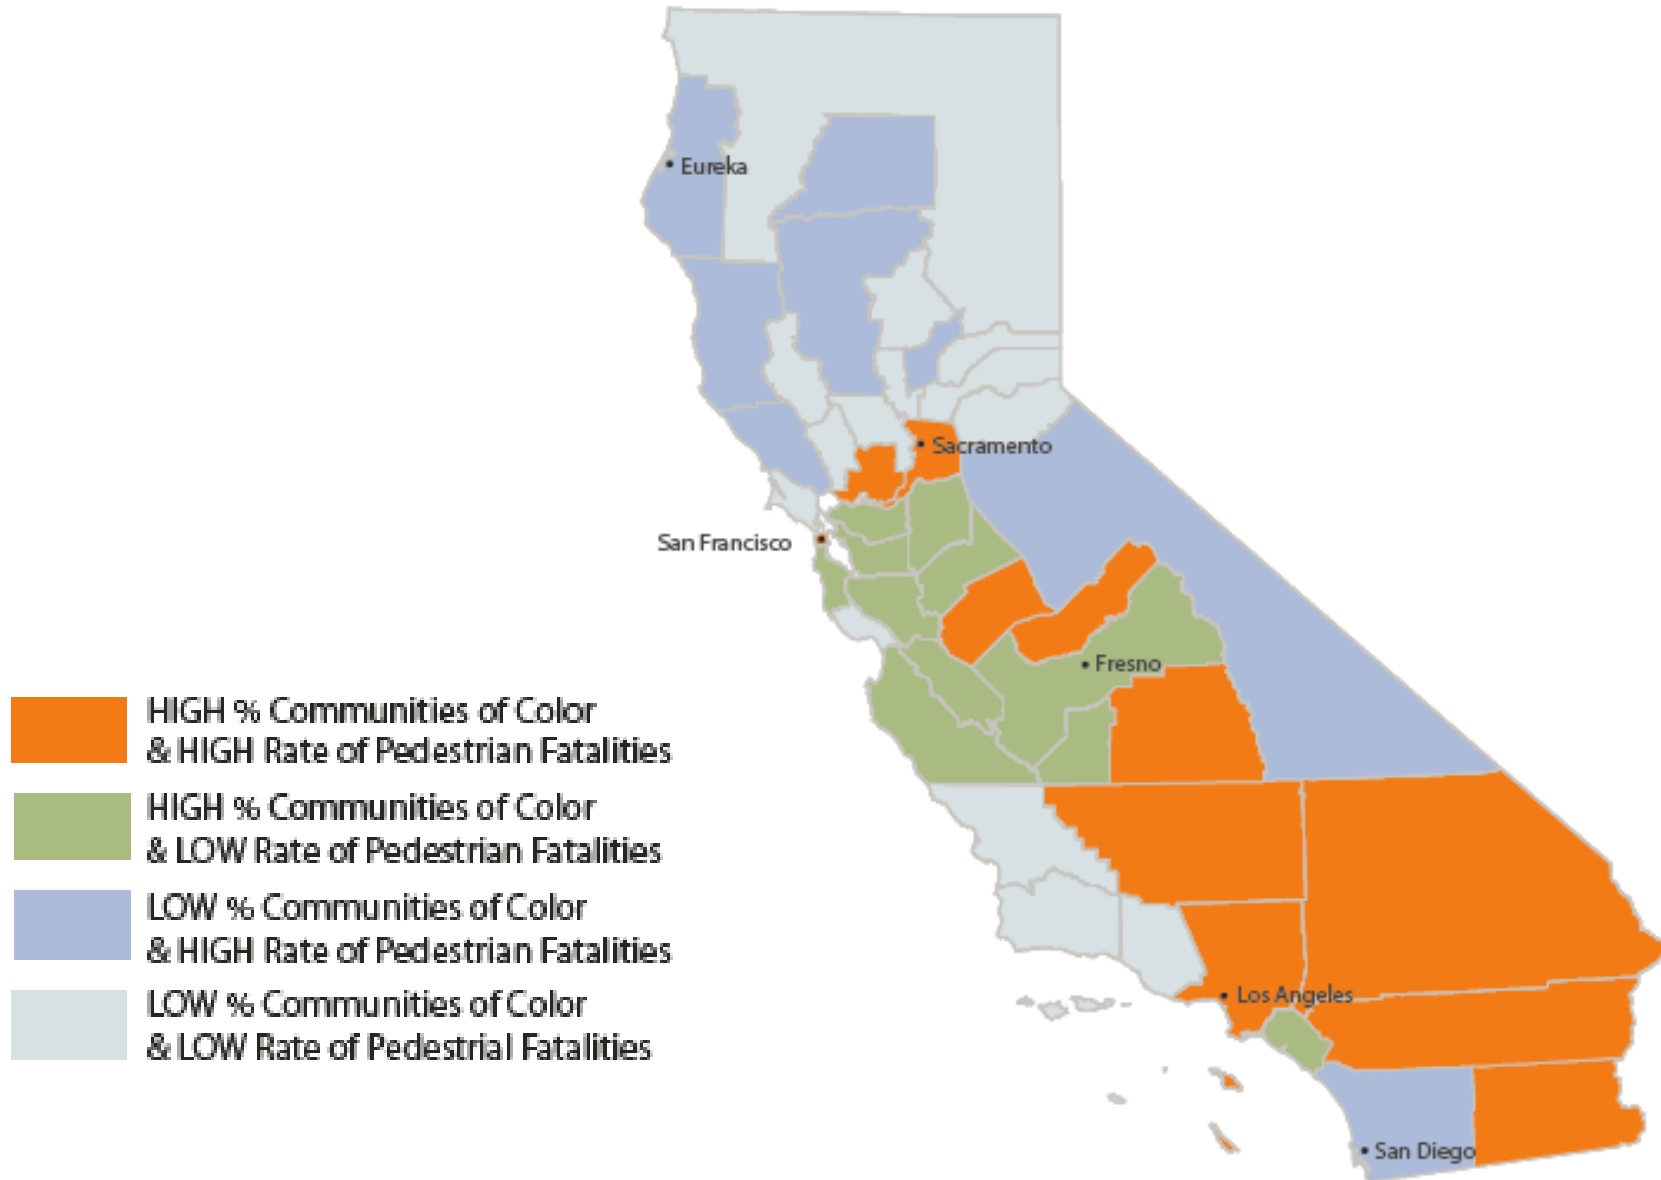 Eureka
Sacramento
San Francisco
Fresno
Los Angeles
San Diego
HIGH % Communities of Color
& HIGH Rate of Pedestrian Fatalities
HIGH % Communities of Color
& LOW Rate of Pedestrian Fatalities
LOW % Communities of Color
& HIGH Rate of Pedestrian Fatalities
LOW % Communities of Color
& LOW Rate of Pedestrial Fatalities